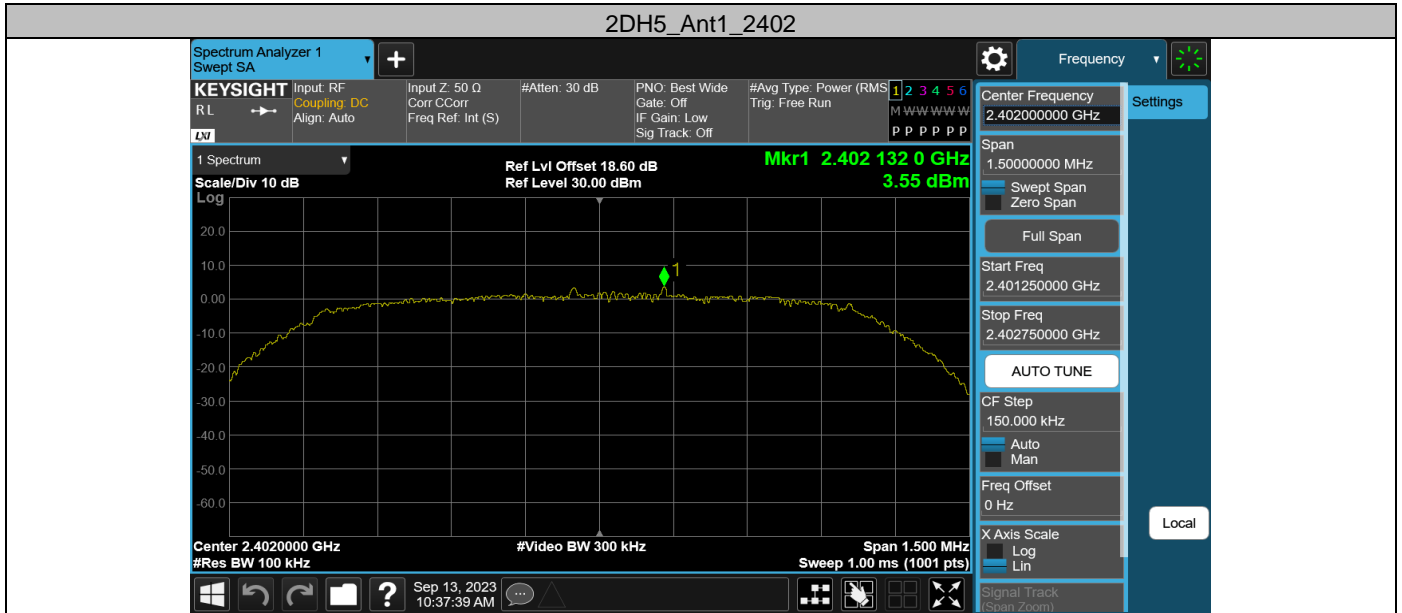 2DH5_Ant1_2402
Spectrum Analyzer 1
Swept SA
Frequency
KEYSIGHT
RL
LXI
Input: RF
Coupling: DC
Align: Auto
Input Z: 50 Ω
Corr CCorr
Freq Ref: Int (S)
#Atten: 30 dB
PNO: Best Wide
Gate: Off
IF Gain: Low
Sig Track: Off
#Avg Type: Power (RMS
Trig: Free Run
1 2 3 4 5 6
M W W W W W
P P P P P P
1 Spectrum
Scale/Div 10 dB
Ref Lvl Offset 18.60 dB
Ref Level 30.00 dBm
Mkr1 2.402 132 0 GHz
3.55 dBm
Log
20.0
10.0
0.00
-10.0
-20.0
-30.0
-40.0
-50.0
-60.0
1
Center 2.4020000 GHz
#Res BW 100 kHz
#Video BW 300 kHz
Span 1.500 MHz
Sweep 1.00 ms (1001 pts)
Center Frequency
2.402000000 GHz
Span
1.50000000 MHz
Swept Span
Zero Span
Full Span
Start Freq
2.401250000 GHz
Stop Freq
2.402750000 GHz
AUTO TUNE
CF Step
150.000 kHz
Auto
Man
Freq Offset
0 Hz
X Axis Scale
Log
Lin
Signal Track
(Span Zoom)
Settings
Local
?
Sep 13, 2023
10:37:39 AM